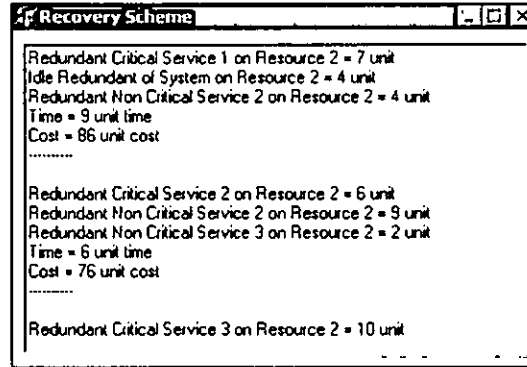 Recovery Scheme
Redundant Critical Service 1 on Resource 2 = 7 unit
Idle Redundant of System on Resource 2 = 4 unit
Redundant Non Critical Service 2 on Resource 2 = 4 unit
Time = 9 unit time
Cost = 86 unit cost
----------
Redundant Critical Service 2 on Resource 2 = 6 unit
Redundant Non Critical Service 2 on Resource 2 = 9 unit
Redundant Non Critical Service 3 on Resource 2 = 2 unit
Time = 6 unit time
Cost = 76 unit cost
----------
Redundant Critical Service 3 on Resource 2 = 10 unit